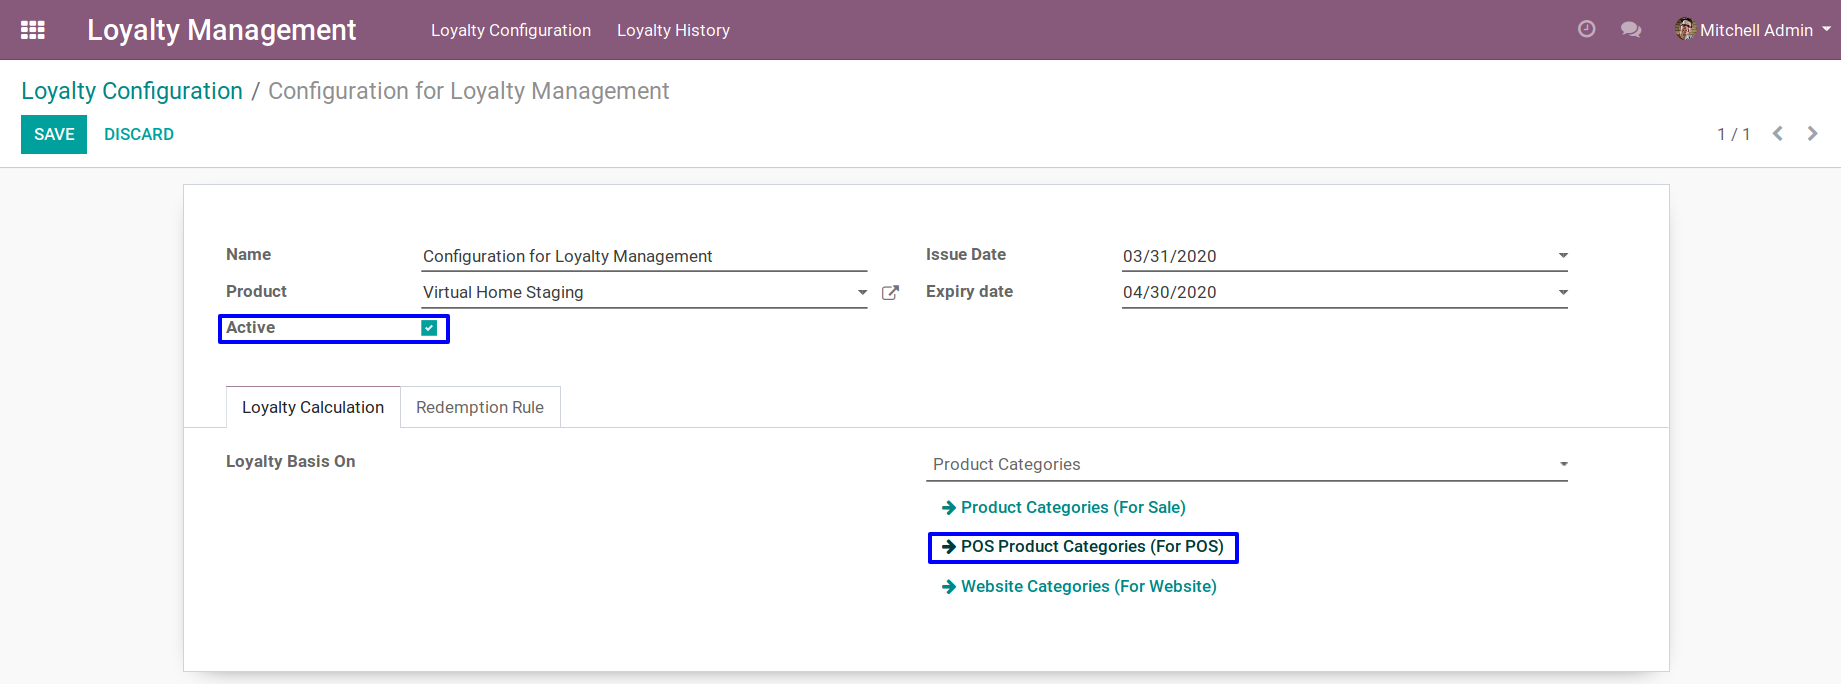 Loyalty Management Loyalty Configuration Loyalty History Mitchell Admin
Loyalty Configuration / Configuration for Loyalty Management
SAVE DISCARD 1 / 1
Name Configuration for Loyalty Management Issue Date 03/31/2020
Product Virtual Home Staging Expiry date 04/30/2020
Active
Loyalty Calculation Redemption Rule
Loyalty Basis On Product Categories
Product Categories (For Sale)
POS Product Categories (For POS)
Website Categories (For Website)